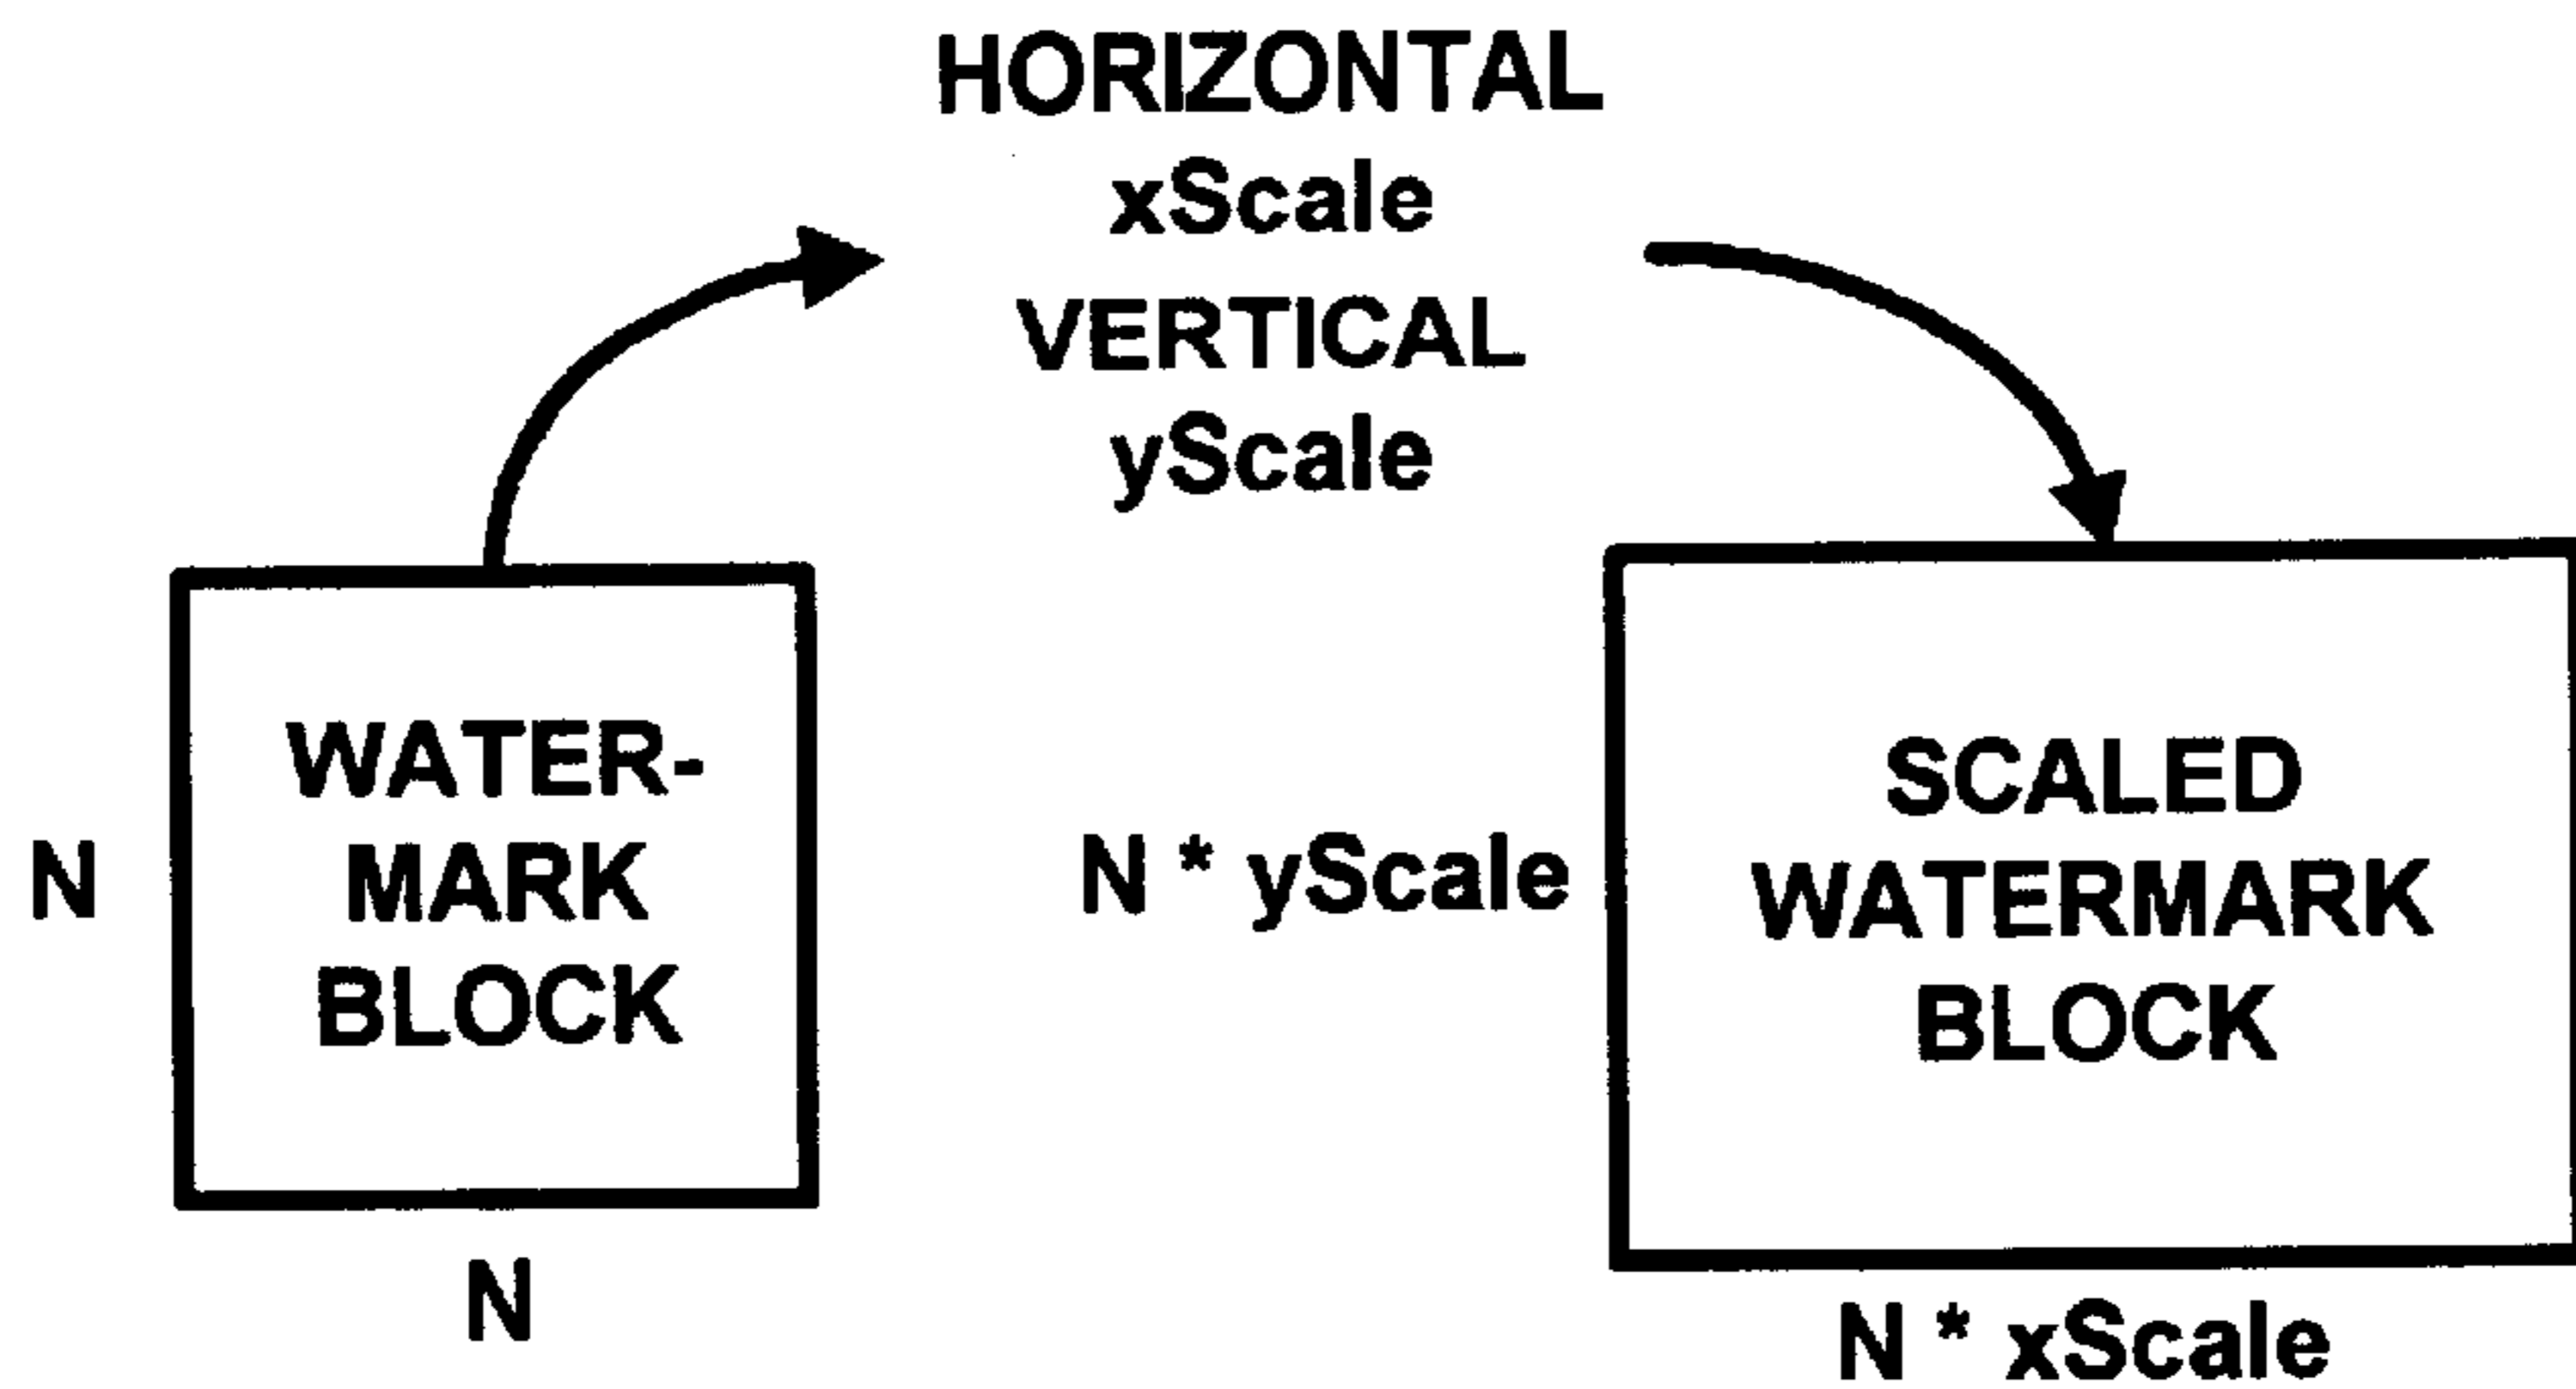 HORIZONTAL
xScale
VERTICAL
yScale
WATER-
MARK
BLOCK
N
N
N * yScale
SCALED
WATERMARK
BLOCK
N * xScale